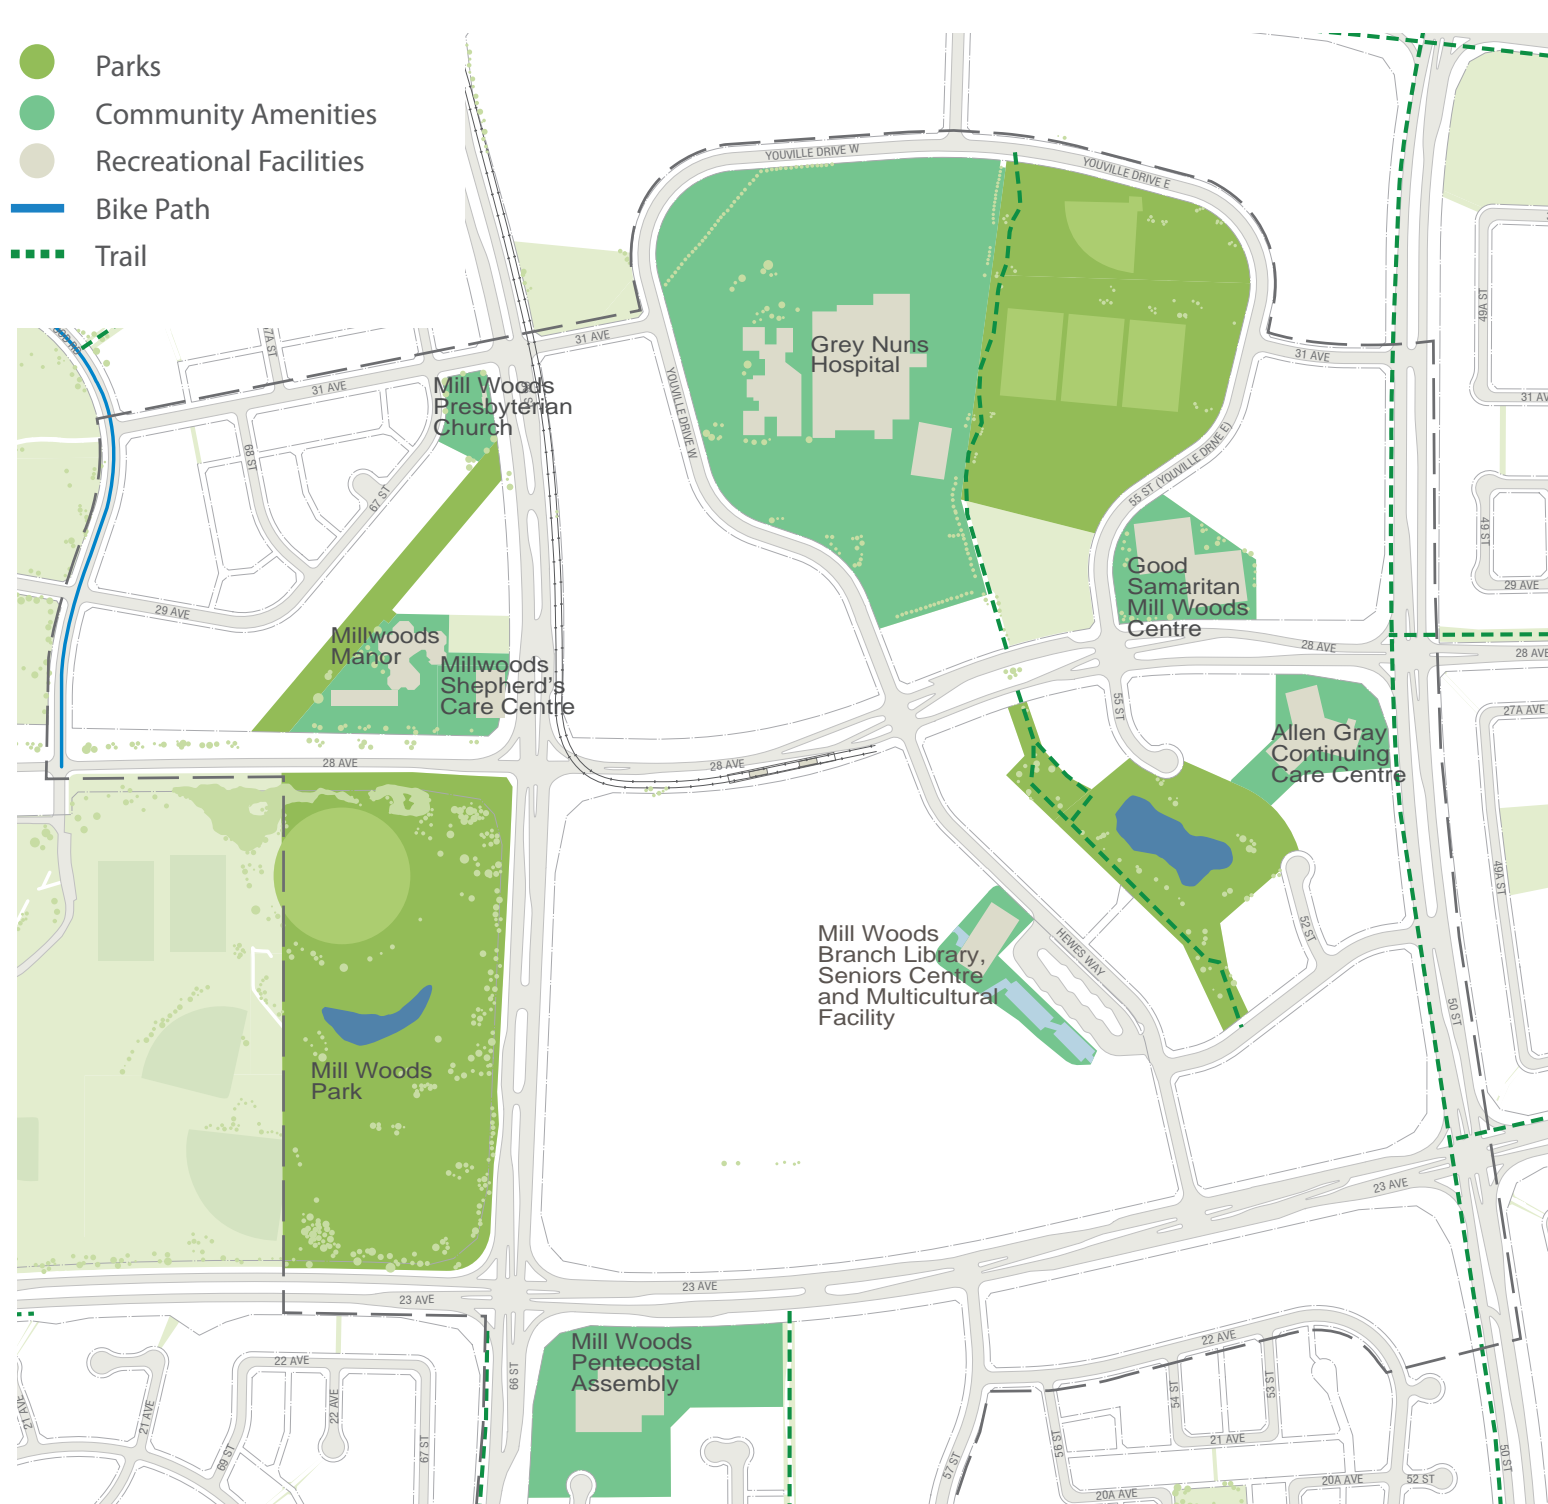 Parks
Community Amenities
Recreational Facilities
Bike Path
Trail
YOUVILLE DRIVE W
YOUVILLE DRIVE E
31 AVE
31 AVE
31 AVE
31 AV
49A ST
7A ST
Grey Nuns
Hospital
Mill Woods
Presbyterian
Church
YOUVILLE DRIVE W
55 ST (YOUVILLE DRIVE E)
68 ST
67 ST
49 ST
29 AVE
29 AVE
Good
Samaritan
Mill Woods
Centre
Millwoods
Manor
Millwoods
Shepherd's
Care Centre
28 AVE
28 AVE
28 AVE
28 AVE
55 ST
27A AVE
Allen Gray
Continuing
Care Centre
49A ST
52 ST
HEWES WAY
Mill Woods
Branch Library,
Seniors Centre
and Multicultural
Facility
50 ST
Mill Woods
Park
23 AVE
23 AVE
23 AVE
Mill Woods
Pentecostal
Assembly
66 ST
22 AVE
22 AVE
22 AVE
21 AVE
21 AVE
69 ST
67 ST
54 ST
53 ST
56 ST
57 ST
21 AVE
20A AVE
20A AVE
52 ST
50 ST